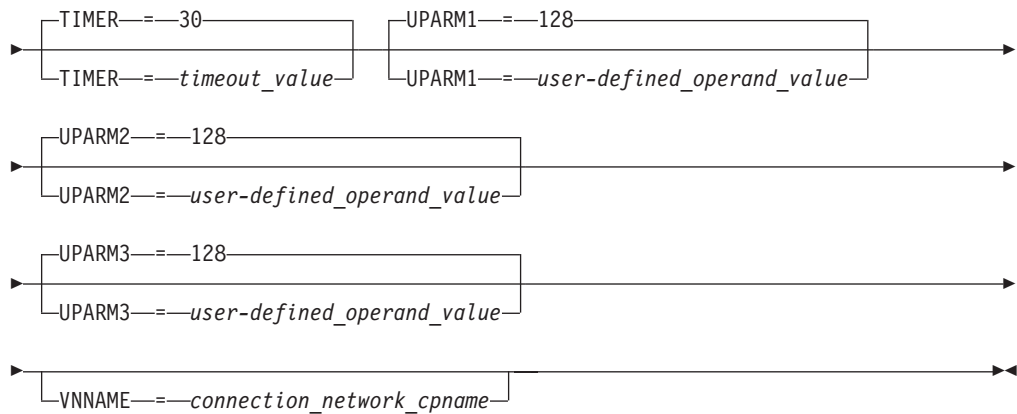 TIMER = 30 UPARM1 = 128
TIMER = timeout_value UPARM1 = user-defined_operand_value
UPARM2 = 128
UPARM2 = user-defined_operand_value
UPARM3 = 128
UPARM3 = user-defined_operand_value
VNNAME = connection_network_cpname